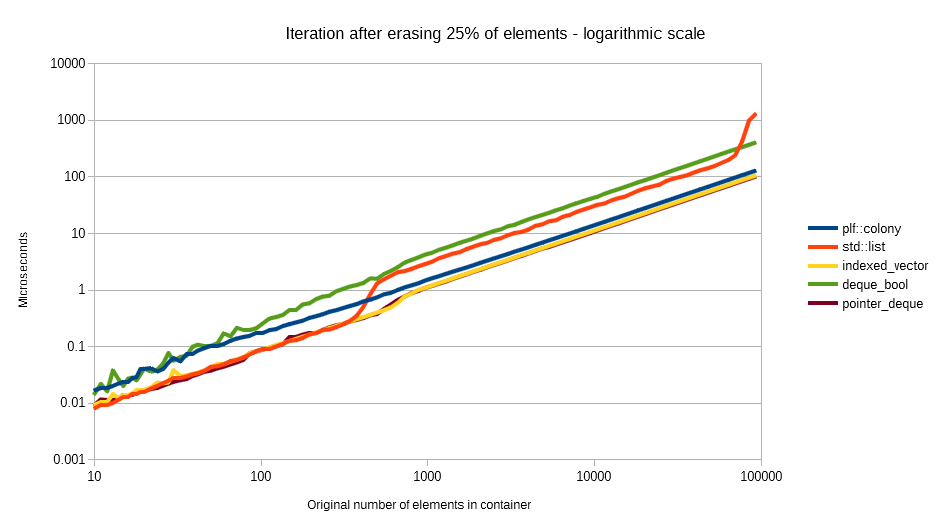 Iteration after erasing 25% of elements - logarithmic scale
10000
1000
100
10
1
0.1
0.01
0.001
Microseconds
10
100
1000
10000
100000
Original number of elements in container
plf::colony
std::list
indexed_vector
deque_bool
pointer_deque